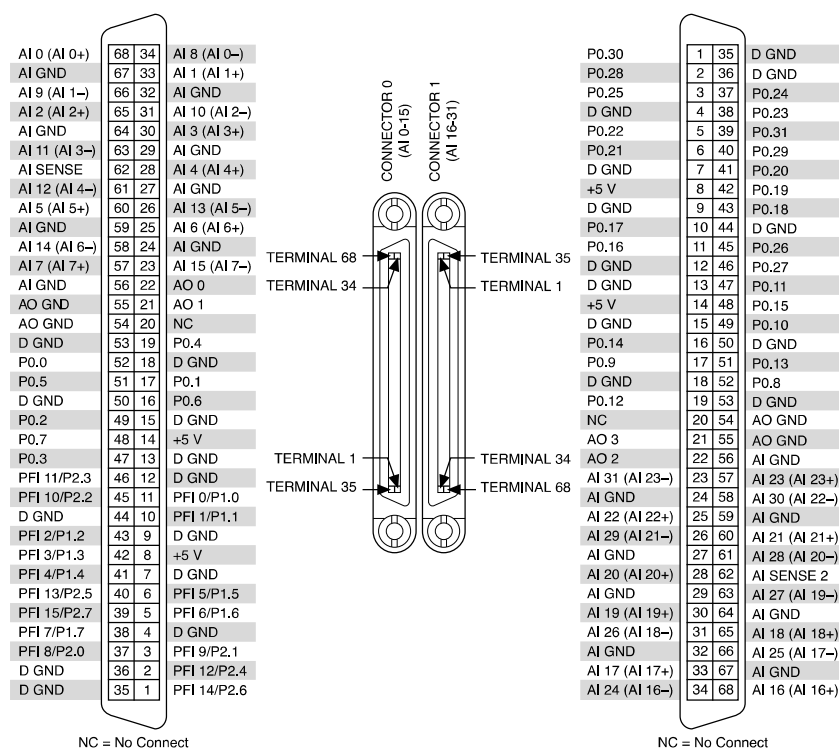 AI 0 (AI 0+) 68 34 AI 8 (AI 0–)
AI GND 67 33 AI 1 (AI 1+)
AI 9 (AI 1–) 66 32 AI GND
AI 2 (AI 2+) 65 31 AI 10 (AI 2–)
AI GND 64 30 AI 3 (AI 3+)
AI 11 (AI 3–) 63 29 AI GND
AI SENSE 62 28 AI 4 (AI 4+)
AI 12 (AI 4–) 61 27 AI GND
AI 5 (AI 5+) 60 26 AI 13 (AI 5–)
AI GND 59 25 AI 6 (AI 6+)
AI 14 (AI 6–) 58 24 AI GND
AI 7 (AI 7+) 57 23 AI 15 (AI 7–)
AI GND 56 22 AO 0
AO GND 55 21 AO 1
AO GND 54 20 NC
D GND 53 19 P0.4
P0.0 52 18 D GND
P0.5 51 17 P0.1
D GND 50 16 P0.6
P0.2 49 15 D GND
P0.7 48 14 +5 V
P0.3 47 13 D GND
PFI 11/P2.3 46 12 D GND
PFI 10/P2.2 45 11 PFI 0/P1.0
D GND 44 10 PFI 1/P1.1
PFI 2/P1.2 43 9 D GND
PFI 3/P1.3 42 8 +5 V
PFI 4/P1.4 41 7 D GND
PFI 13/P2.5 40 6 PFI 5/P1.5
PFI 15/P2.7 39 5 PFI 6/P1.6
PFI 7/P1.7 38 4 D GND
PFI 8/P2.0 37 3 PFI 9/P2.1
D GND 36 2 PFI 12/P2.4
D GND 35 1 PFI 14/P2.6
NC = No Connect
CONNECTOR 0
(AI 0-15)
CONNECTOR 1
(AI 16-31)
TERMINAL 68
TERMINAL 34
TERMINAL 35
TERMINAL 1
TERMINAL 1
TERMINAL 35
TERMINAL 34
TERMINAL 68
P0.30 1 35 D GND
P0.28 2 36 D GND
P0.25 3 37 P0.24
D GND 4 38 P0.23
P0.22 5 39 P0.31
P0.21 6 40 P0.29
D GND 7 41 P0.20
+5 V 8 42 P0.19
D GND 9 43 P0.18
P0.17 10 44 D GND
P0.16 11 45 P0.26
D GND 12 46 P0.27
D GND 13 47 P0.11
+5 V 14 48 P0.15
D GND 15 49 P0.10
P0.14 16 50 D GND
P0.9 17 51 P0.13
D GND 18 52 P0.8
P0.12 19 53 D GND
NC 20 54 AO GND
AO 3 21 55 AO GND
AO 2 22 56 AI GND
AI 31 (AI 23–) 23 57 AI 23 (AI 23+)
AI GND 24 58 AI 30 (AI 22–)
AI 22 (AI 22+) 25 59 AI GND
AI 29 (AI 21–) 26 60 AI 21 (AI 21+)
AI GND 27 61 AI 28 (AI 20–)
AI 20 (AI 20+) 28 62 AI SENSE 2
AI GND 29 63 AI 27 (AI 19–)
AI 19 (AI 19+) 30 64 AI GND
AI 26 (AI 18–) 31 65 AI 18 (AI 18+)
AI GND 32 66 AI 25 (AI 17–)
AI 17 (AI 17+) 33 67 AI GND
AI 24 (AI 16–) 34 68 AI 16 (AI 16+)
NC = No Connect